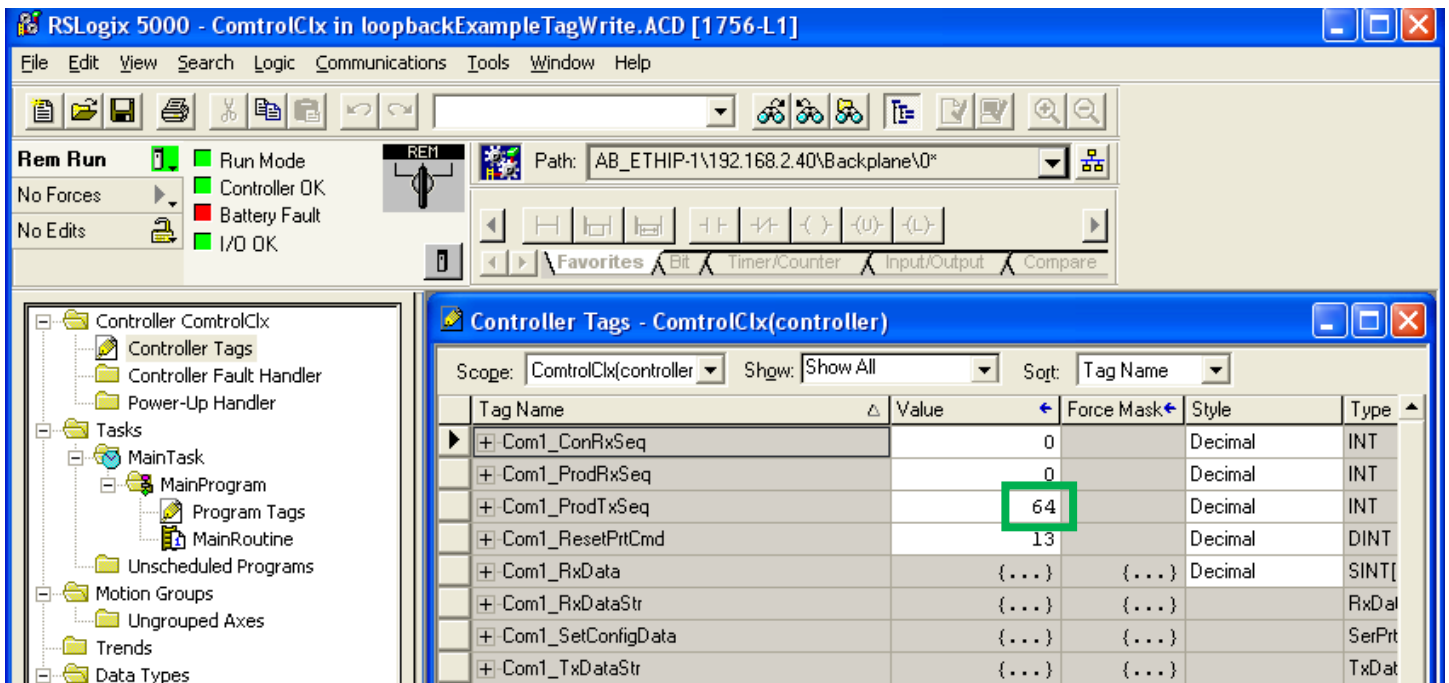 RSLogix 5000 - ComtrolClx in loopbackExampleTagWrite.ACD [1756-L1]
File Edit View Search Logic Communications Tools Window Help
Rem Run
No Forces
No Edits
Run Mode
Controller OK
Battery Fault
I/O OK
REM
Path: AB_ETHIP-1\192.168.2.40\Backplane\0*
Favorites Bit Timer/Counter Input/Output Compare
Controller ComtrolClx
Controller Tags
Controller Fault Handler
Power-Up Handler
Tasks
MainTask
MainProgram
Program Tags
MainRoutine
Unscheduled Programs
Motion Groups
Ungrouped Axes
Trends
Data Types
Controller Tags - ComtrolClx(controller)
Scope: ComtrolClx(controller Show: Show All Sort: Tag Name
Tag Name Value Force Mask Style Type
Com1_ConRxSeq 0 Decimal INT
Com1_ProdRxSeq 0 Decimal INT
Com1_ProdTxSeq 64 Decimal INT
Com1_ResetPrtCmd 13 Decimal DINT
Com1_RxData {...} {...} Decimal SINT[
Com1_RxDataStr {...} {...} RxDat
Com1_SetConfigData {...} {...} SerPrt
Com1_TxDataStr {...} {...} TxDat